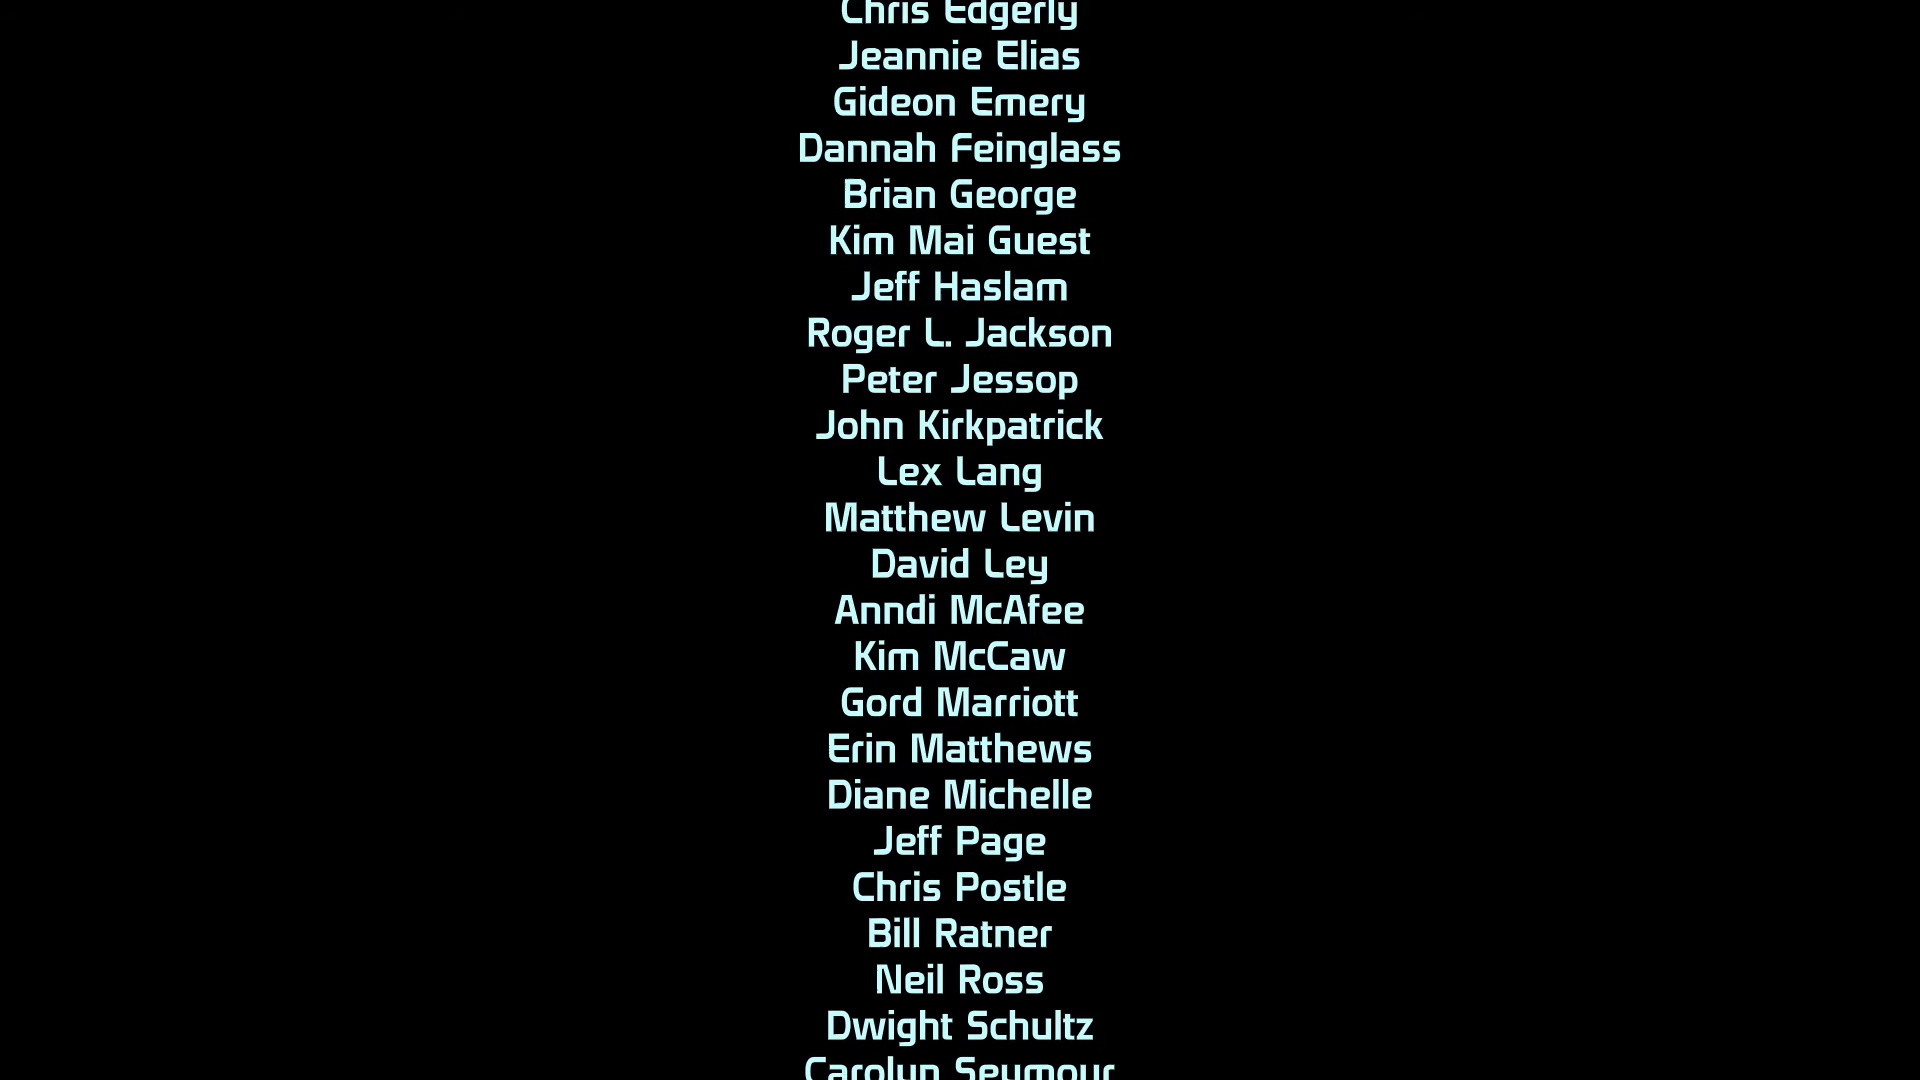 Chris Edgerly
Jeannie Elias
Gideon Emery
Dannah Feinglass
Brian George
Kim Mai Guest
Jeff Haslam
Roger L. Jackson
Peter Jessop
John Kirkpatrick
Lex Lang
Matthew Levin
David Ley
Anndi McAfee
Kim McCaw
Gord Marriott
Erin Matthews
Diane Michelle
Jeff Page
Chris Postle
Bill Ratner
Neil Ross
Dwight Schultz
Carolyn Seymour